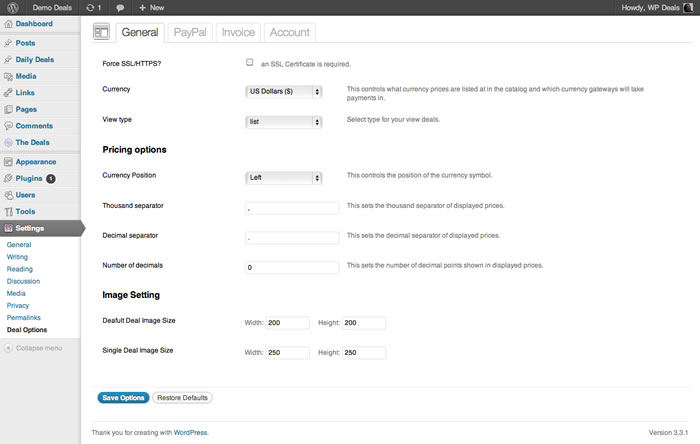 Demo Deals 1 + New Howdy, WP Deals
Dashboard
Posts
Daily Deals
Media
Links
Pages
Comments
The Deals
Appearance
Plugins 1
Users
Tools
Settings
General
Writing
Reading
Discussion
Media
Privacy
Permalinks
Deal Options
Collapse menu
General PayPal Invoice Account
Force SSL/HTTPS? an SSL Certificate is required.
Currency US Dollars ($) This controls what currency prices are listed at in the catalog and which currency gateways will take
payments in.
View type list Select type for your view deals.
Pricing options
Currency Position Left This controls the position of the currency symbol.
Thousand separator , This sets the thousand separator of displayed prices.
Decimal separator . This sets the decimal separator of displayed prices.
Number of decimals 0 This sets the number of decimal points shown in displayed prices.
Image Setting
Deafult Deal Image Size Width: 200 Height: 200
Single Deal Image Size Width: 250 Height: 250
Save Options Restore Defaults
Thank you for creating with WordPress. Version 3.3.1